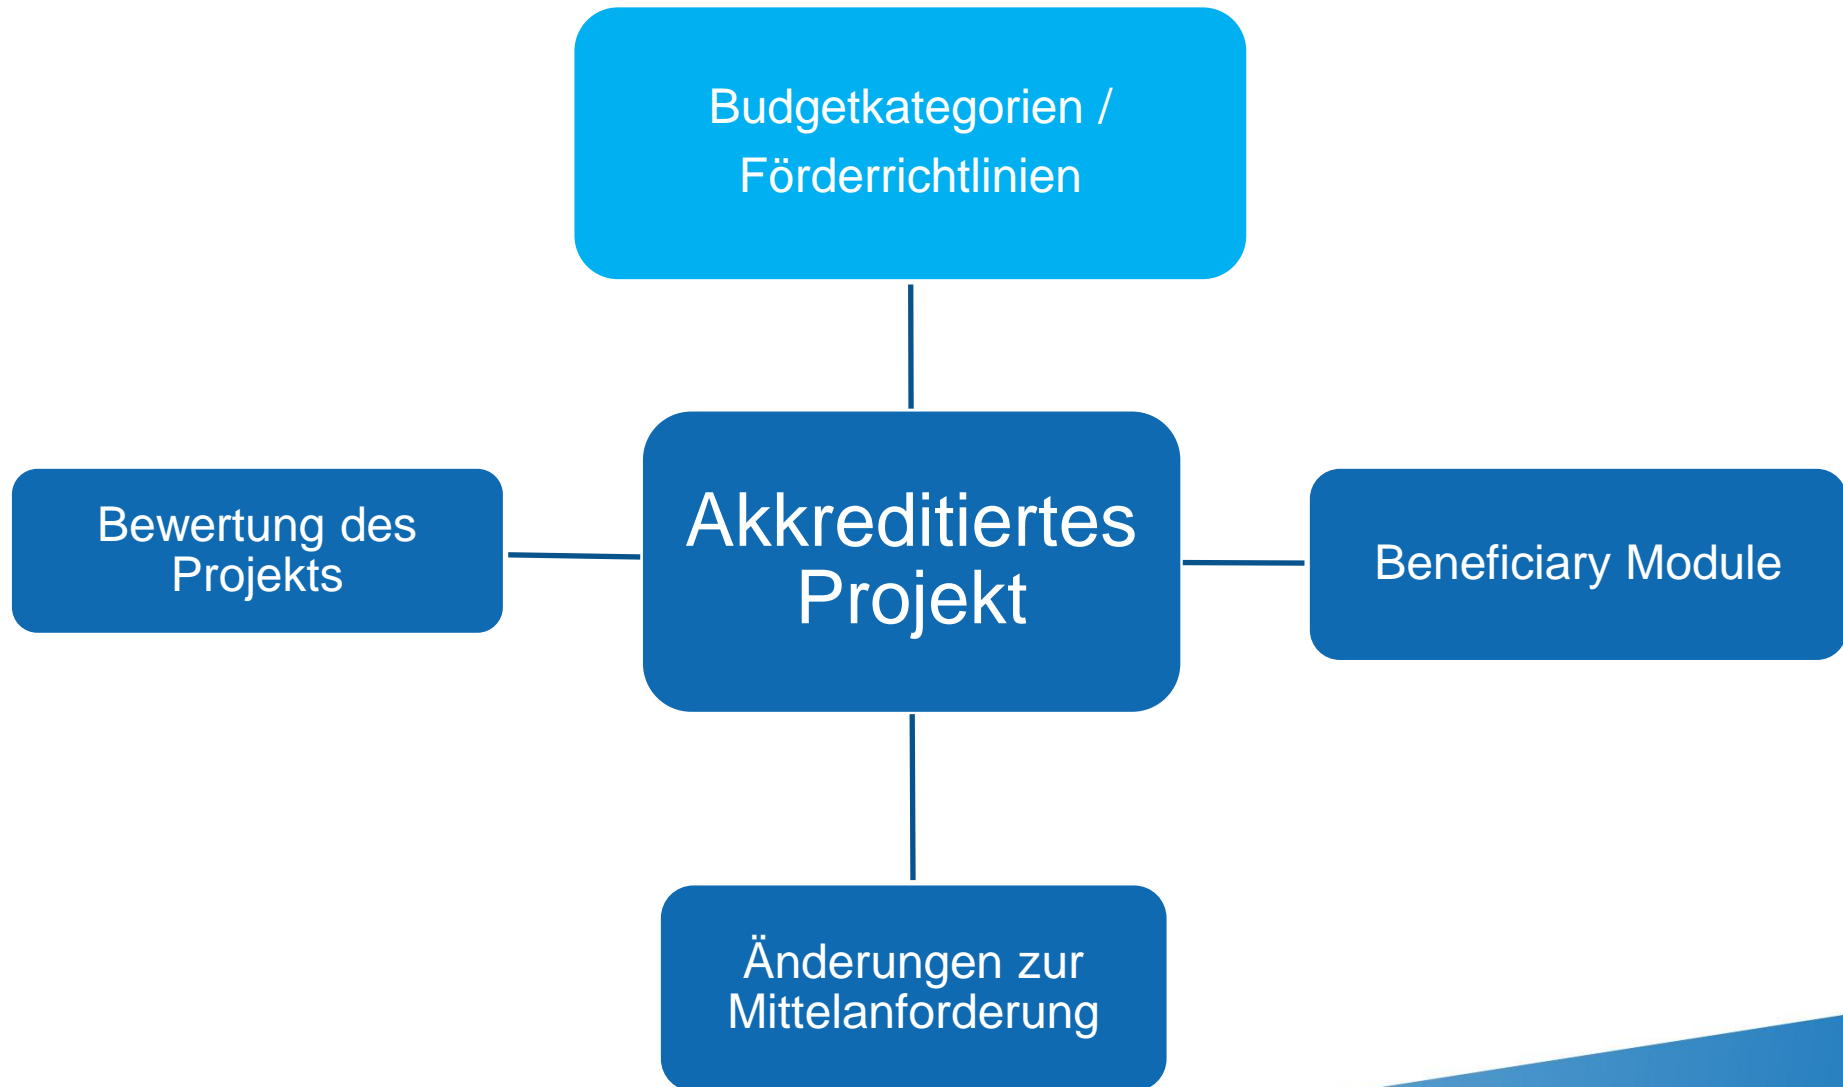 Budgetkategorien /
Förderrichtlinien
Bewertung des
Projekts
Akkreditiertes
Projekt
Beneficiary Module
Änderungen zur
Mittelanforderung